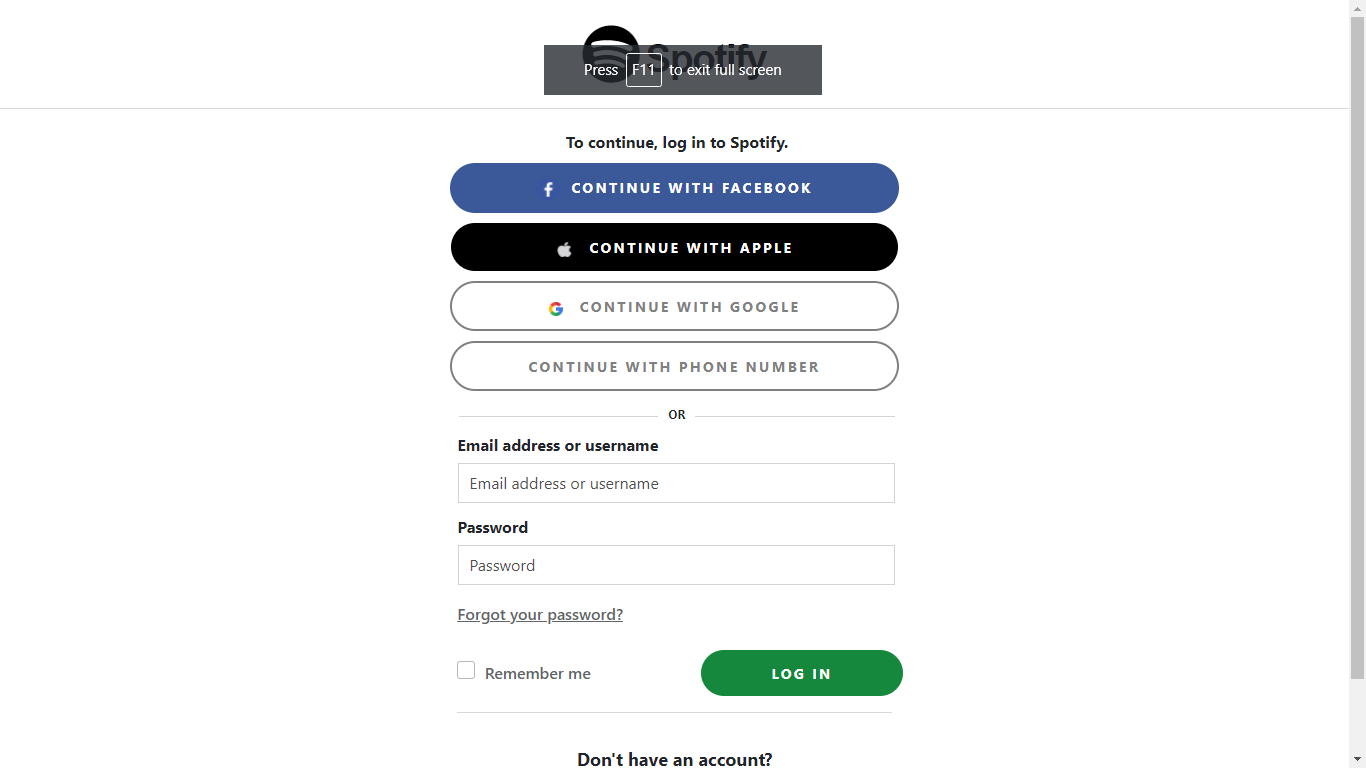 Spotify
Press F11 to exit full screen
To continue, log in to Spotify.
CONTINUE WITH FACEBOOK
CONTINUE WITH APPLE
CONTINUE WITH GOOGLE
CONTINUE WITH PHONE NUMBER
OR
Email address or username
Email address or username
Password
Password
Forgot your password?
Remember me
LOG IN
Don't have an account?